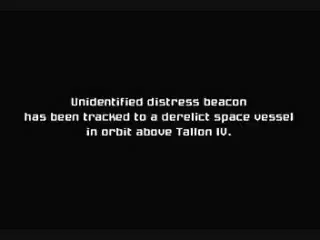 Unidentified distress beacon
has been tracked to a derelict space vessel
in orbit above Tallon IV.